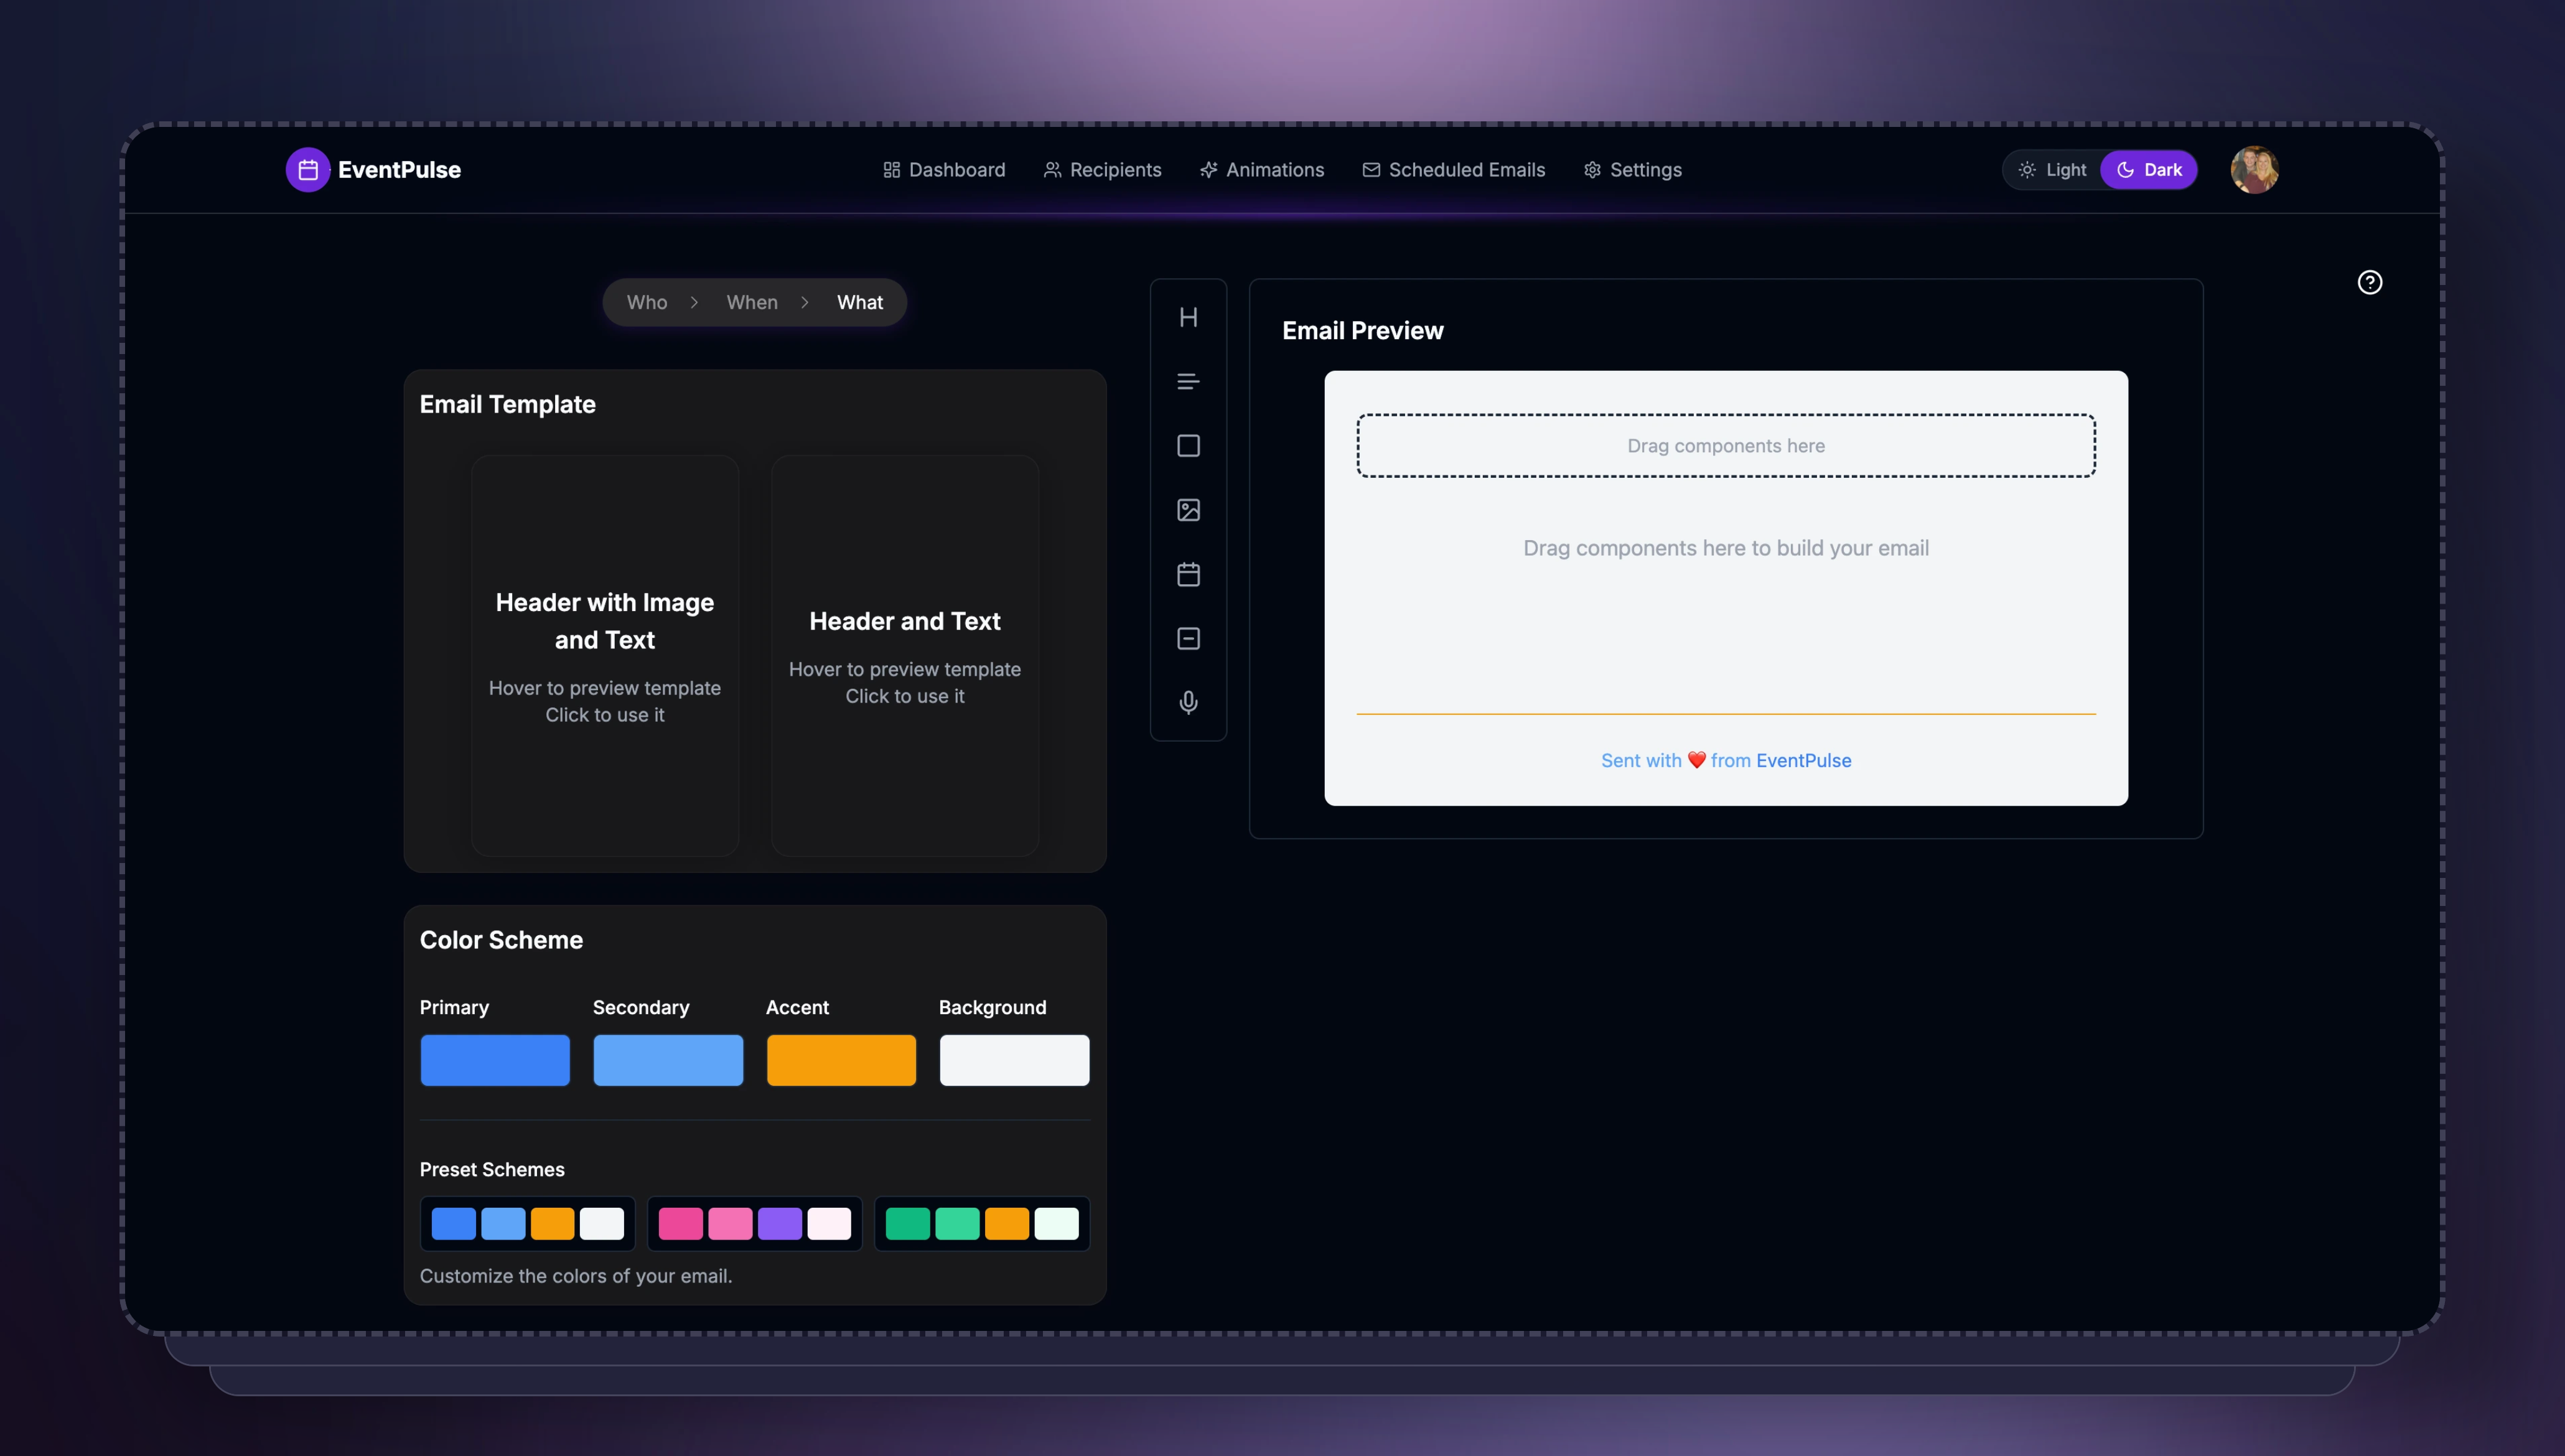 EventPulse
Dashboard
Recipients
Animations
Scheduled Emails
Settings
Light
Dark
Who
When
What
Email Template
Header with Image
and Text
Hover to preview template
Click to use it
Header and Text
Hover to preview template
Click to use it
Color Scheme
Primary
Secondary
Accent
Background
Preset Schemes
Customize the colors of your email.
H
Email Preview
Drag components here
Drag components here to build your email
Sent with ❤️ from EventPulse